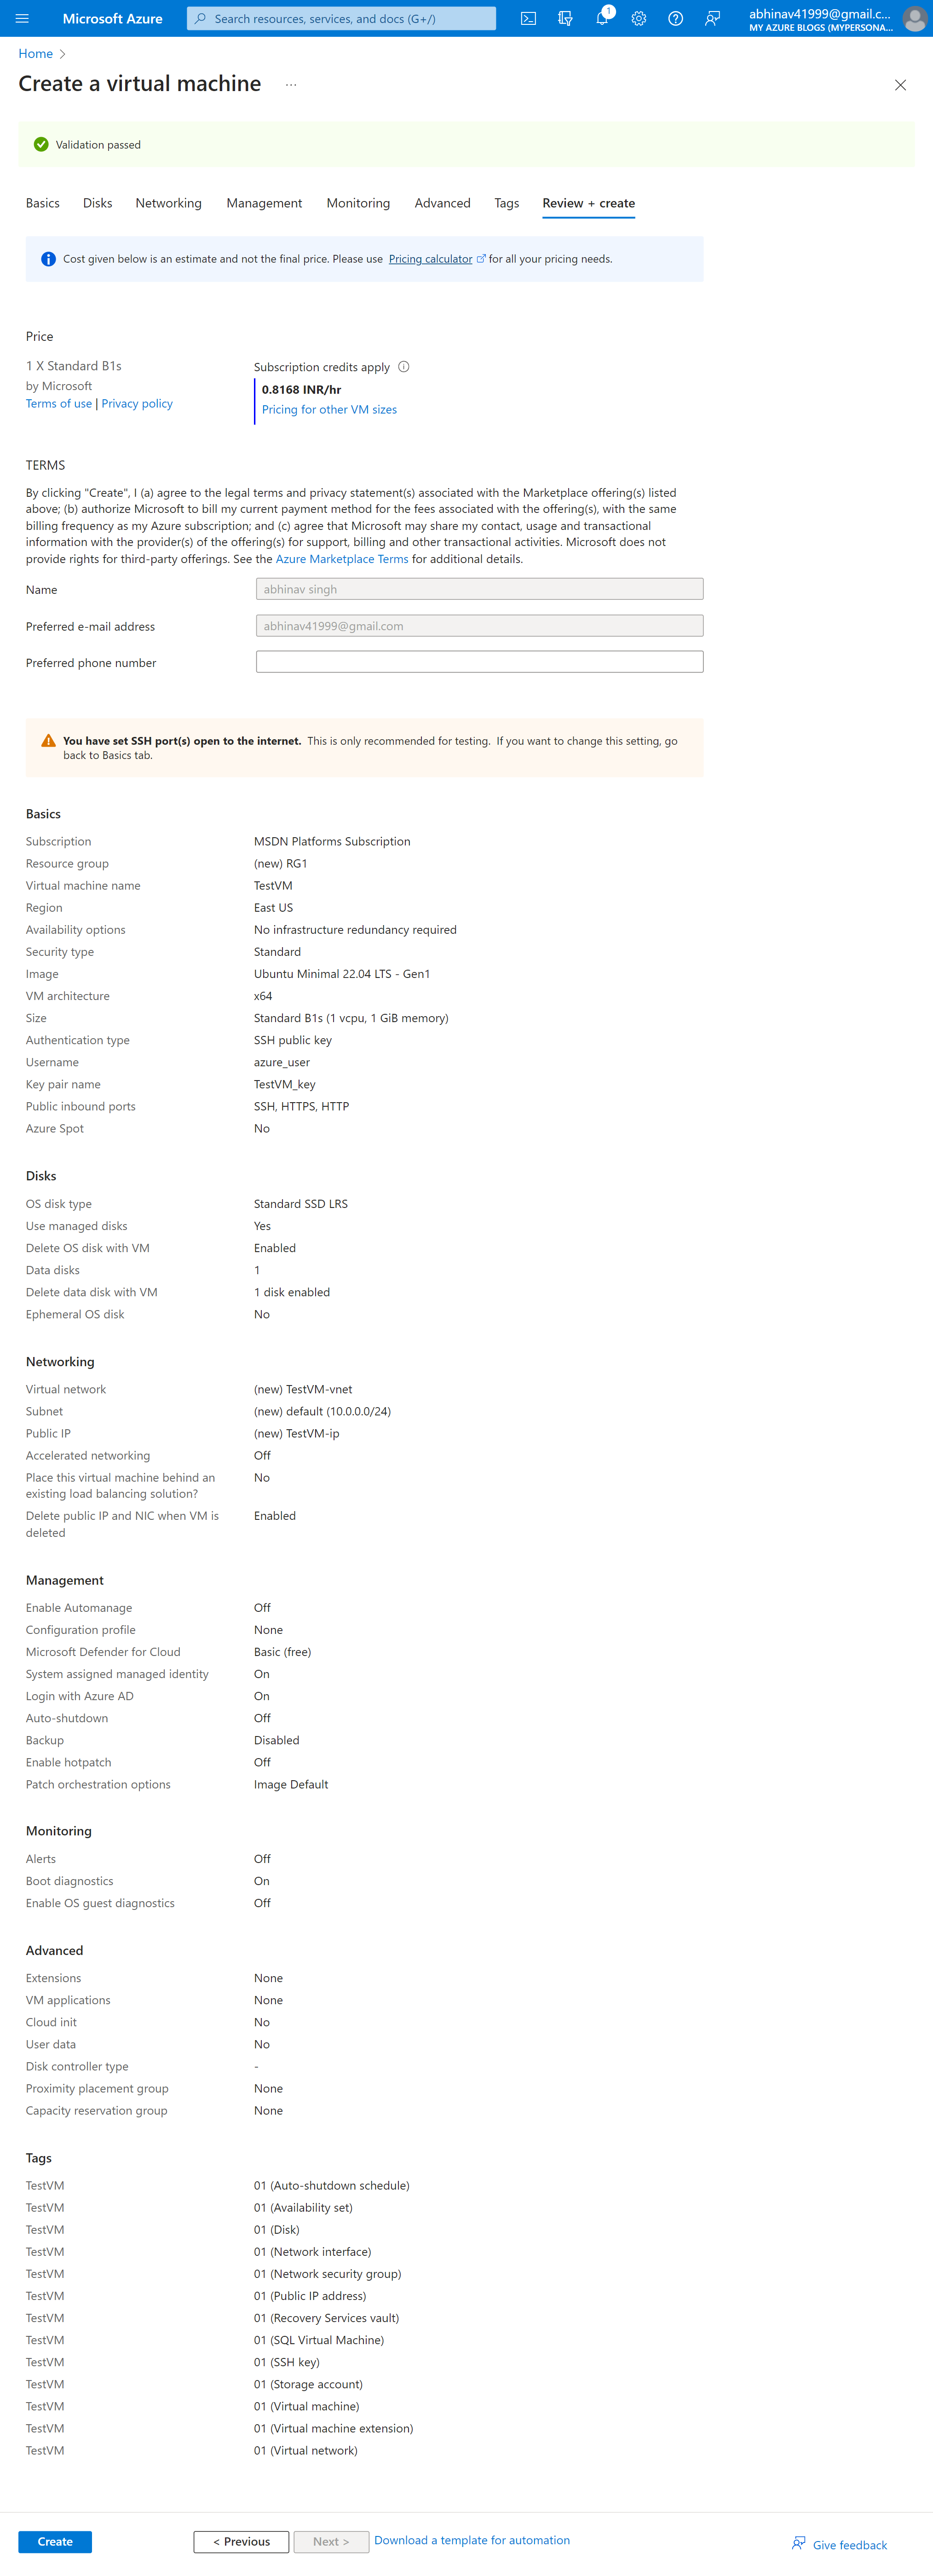 Microsoft Azure
Search resources, services, and docs (G+/)
1
abhinav41999@gmail.c...
MY AZURE BLOGS (MYPERSONA...
Home >
Create a virtual machine ...
Validation passed
Basics Disks Networking Management Monitoring Advanced Tags Review + create
Cost given below is an estimate and not the final price. Please use Pricing calculator for all your pricing needs.
Price
1 X Standard B1s
by Microsoft
Terms of use | Privacy policy
Subscription credits apply
0.8168 INR/hr
Pricing for other VM sizes
TERMS
By clicking "Create", I (a) agree to the legal terms and privacy statement(s) associated with the Marketplace offering(s) listed
above; (b) authorize Microsoft to bill my current payment method for the fees associated with the offering(s), with the same
billing frequency as my Azure subscription; and (c) agree that Microsoft may share my contact, usage and transactional
information with the provider(s) of the offering(s) for support, billing and other transactional activities. Microsoft does not
provide rights for third-party offerings. See the Azure Marketplace Terms for additional details.
Name abhinav singh
Preferred e-mail address abhinav41999@gmail.com
Preferred phone number
You have set SSH port(s) open to the internet. This is only recommended for testing. If you want to change this setting, go
back to Basics tab.
Basics
Subscription MSDN Platforms Subscription
Resource group (new) RG1
Virtual machine name TestVM
Region East US
Availability options No infrastructure redundancy required
Security type Standard
Image Ubuntu Minimal 22.04 LTS - Gen1
VM architecture x64
Size Standard B1s (1 vcpu, 1 GiB memory)
Authentication type SSH public key
Username azure_user
Key pair name TestVM_key
Public inbound ports SSH, HTTPS, HTTP
Azure Spot No
Disks
OS disk type Standard SSD LRS
Use managed disks Yes
Delete OS disk with VM Enabled
Data disks 1
Delete data disk with VM 1 disk enabled
Ephemeral OS disk No
Networking
Virtual network (new) TestVM-vnet
Subnet (new) default (10.0.0.0/24)
Public IP (new) TestVM-ip
Accelerated networking Off
Place this virtual machine behind an No
existing load balancing solution?
Delete public IP and NIC when VM is Enabled
deleted
Management
Enable Automanage Off
Configuration profile None
Microsoft Defender for Cloud Basic (free)
System assigned managed identity On
Login with Azure AD On
Auto-shutdown Off
Backup Disabled
Enable hotpatch Off
Patch orchestration options Image Default
Monitoring
Alerts Off
Boot diagnostics On
Enable OS guest diagnostics Off
Advanced
Extensions None
VM applications None
Cloud init No
User data No
Disk controller type -
Proximity placement group None
Capacity reservation group None
Tags
TestVM 01 (Auto-shutdown schedule)
TestVM 01 (Availability set)
TestVM 01 (Disk)
TestVM 01 (Network interface)
TestVM 01 (Network security group)
TestVM 01 (Public IP address)
TestVM 01 (Recovery Services vault)
TestVM 01 (SQL Virtual Machine)
TestVM 01 (SSH key)
TestVM 01 (Storage account)
TestVM 01 (Virtual machine)
TestVM 01 (Virtual machine extension)
TestVM 01 (Virtual network)
Create < Previous Next > Download a template for automation Give feedback